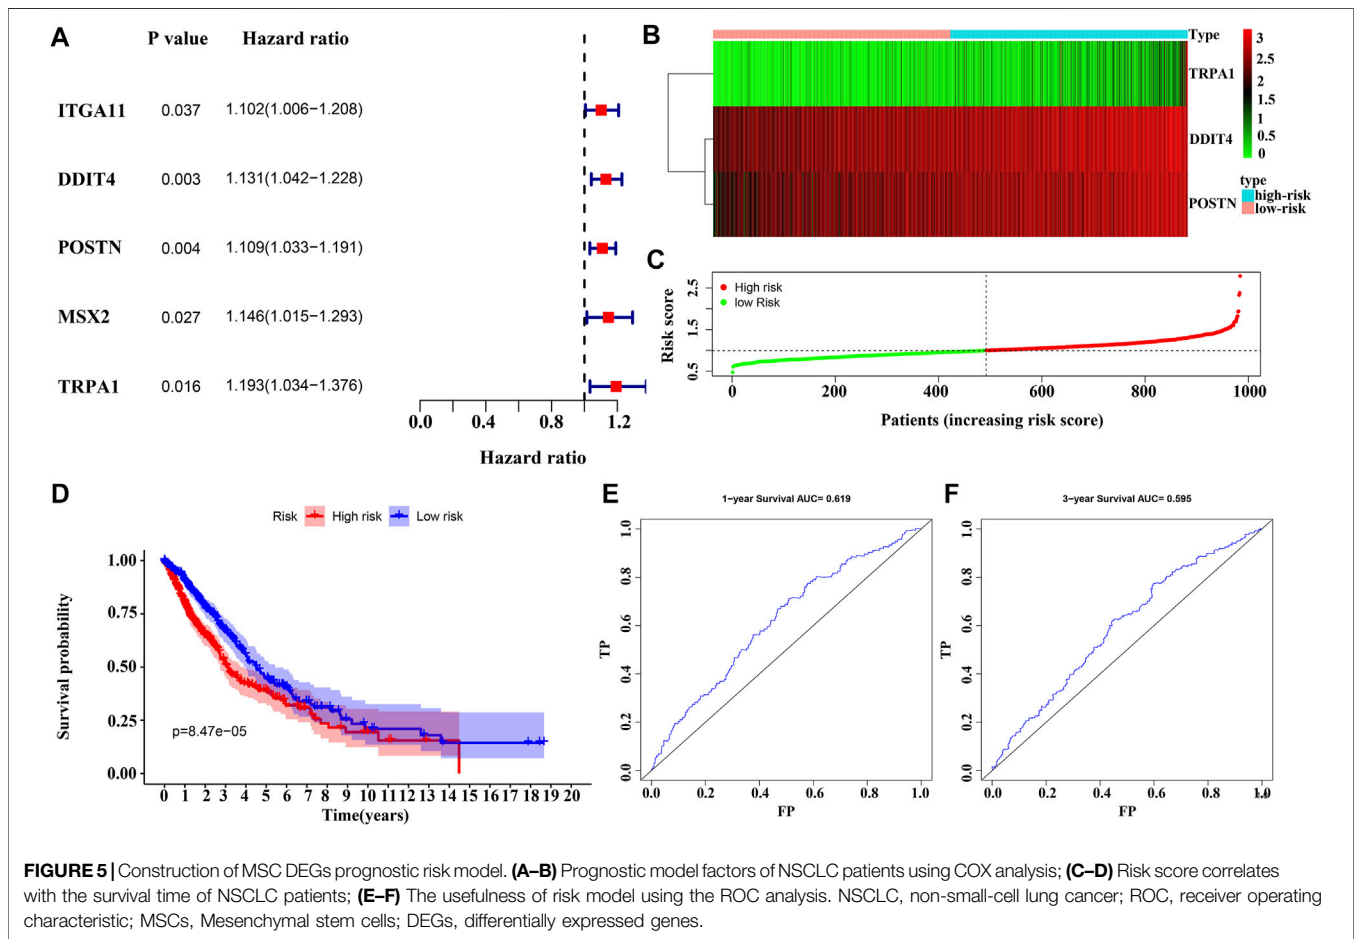 A
P value
Hazard ratio
ITGA11 0.037 1.102(1.006−1.208)
DDIT4 0.003 1.131(1.042−1.228)
POSTN 0.004 1.109(1.033−1.191)
MSX2 0.027 1.146(1.015−1.293)
TRPA1 0.016 1.193(1.034−1.376)
0.0 0.4 0.8 1.2
Hazard ratio
B
Type
TRPA1
DDIT4
POSTN
3
2.5
2
1.5
1
0.5
0
type
high-risk
low-risk
C
High risk
low Risk
Risk score
2.5
1.5
0.5
0 200 400 600 800 1000
Patients (increasing risk score)
D
Risk High risk Low risk
Survival probability
1.00
0.75
0.50
0.25
0.00
p=8.47e−05
0 1 2 3 4 5 6 7 8 9 10 11 12 13 14 15 16 17 18 19 20
Time(years)
E
1−year Survival AUC= 0.619
TP
1.0
0.8
0.6
0.4
0.2
0.0
0.0 0.2 0.4 0.6 0.8 1.0
FP
F
3−year Survival AUC= 0.595
TP
1.0
0.8
0.6
0.4
0.2
0.0
0.0 0.2 0.4 0.6 0.8
FP
FIGURE 5 | Construction of MSC DEGs prognostic risk model. (A–B) Prognostic model factors of NSCLC patients using COX analysis; (C–D) Risk score correlates
with the survival time of NSCLC patients; (E–F) The usefulness of risk model using the ROC analysis. NSCLC, non-small-cell lung cancer; ROC, receiver operating
characteristic; MSCs, Mesenchymal stem cells; DEGs, differentially expressed genes.